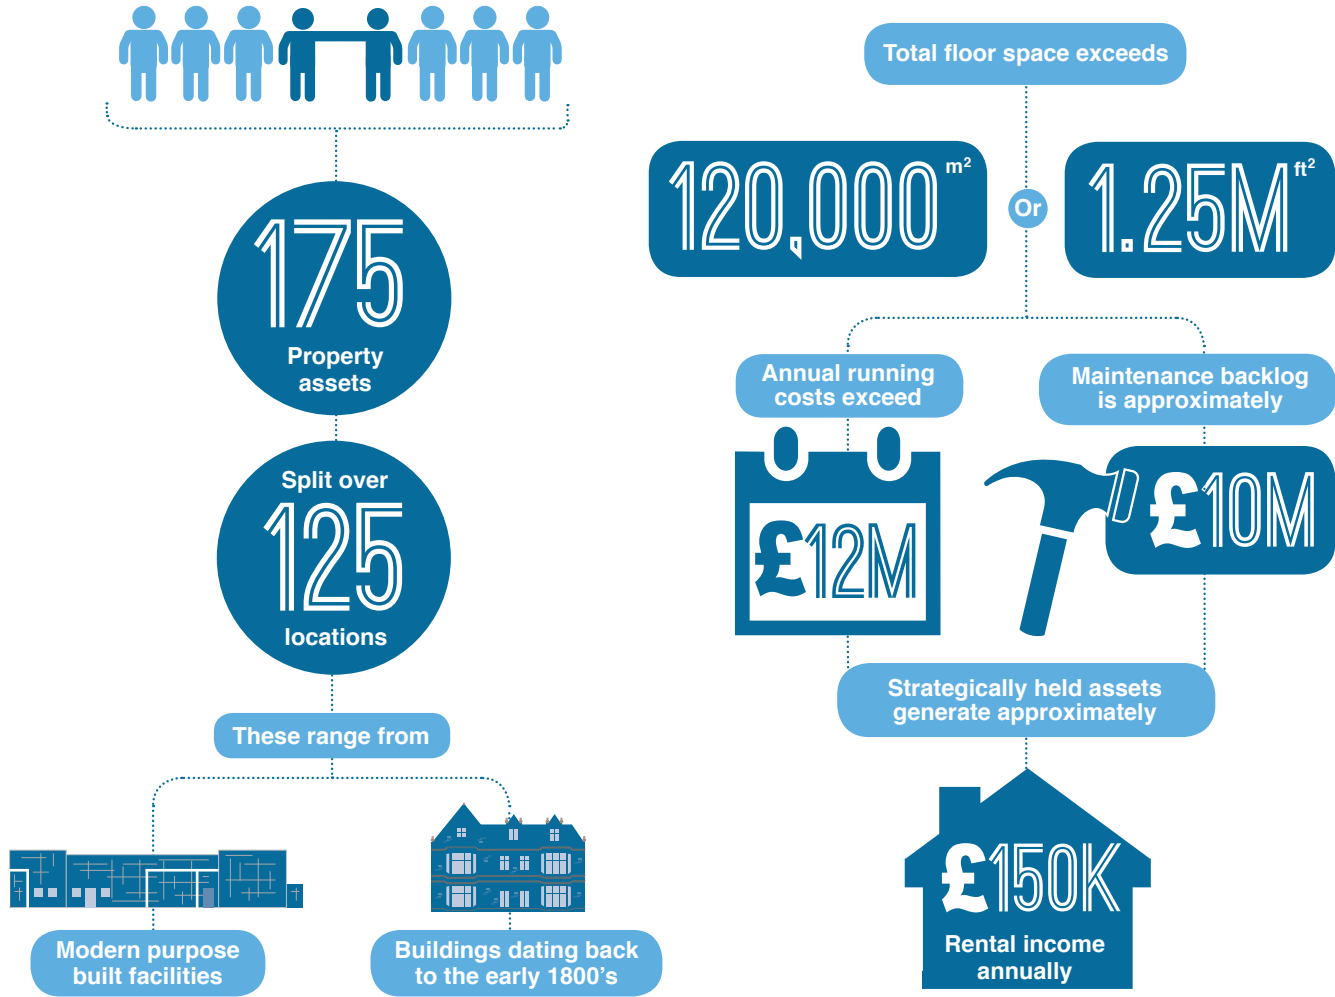 175
Property
assets
Split over
125
locations
These range from
Modern purpose
built facilities
Buildings dating back
to the early 1800's
Total floor space exceeds
120,000 m²
Or
1.25M ft²
Annual running
costs exceed
£12M
Maintenance backlog
is approximately
£10M
Strategically held assets
generate approximately
£150K
Rental income
annually